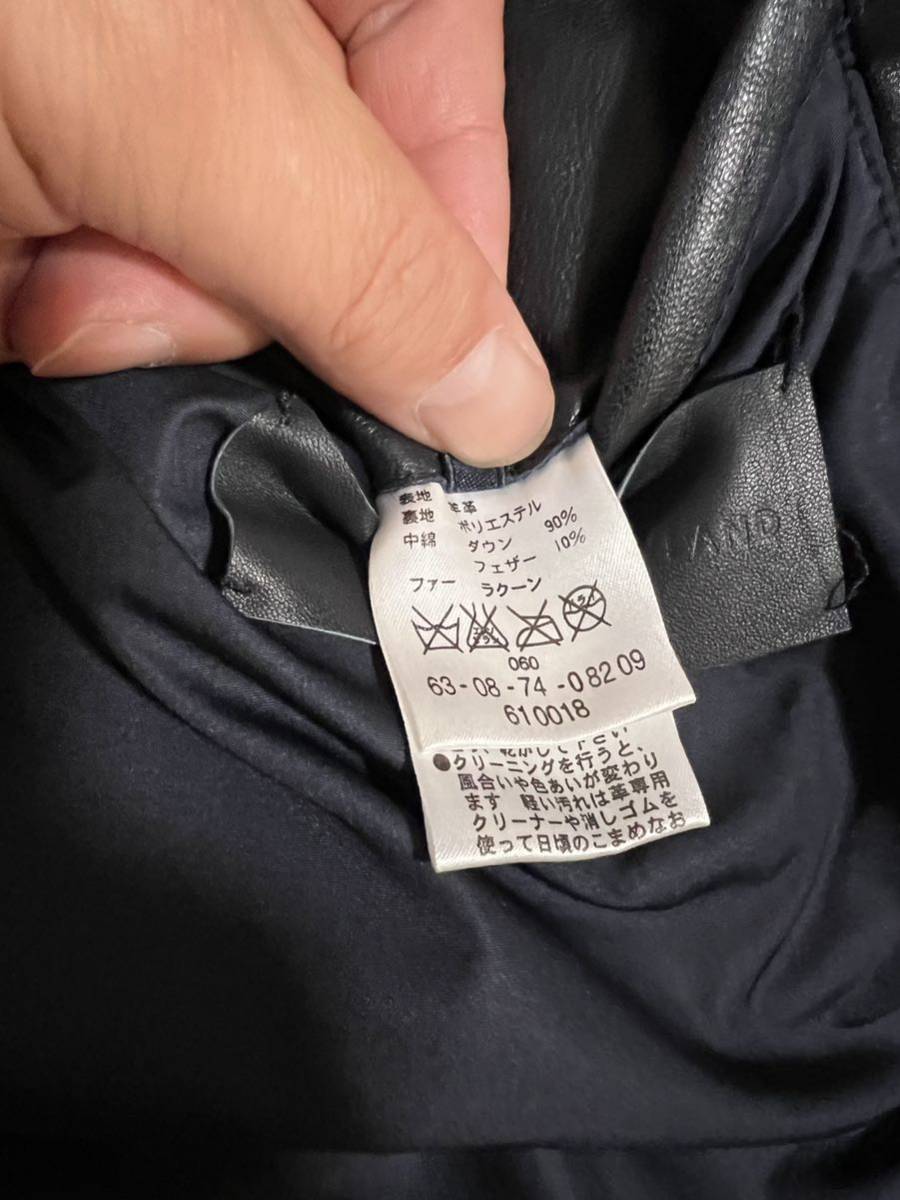 表地 羊革
裏地 ポリエステル
中綿 ダウン 90%
フェザー 10%
ファー ラクーン
060
63-08-74-08209
610018
●クリーニングを行うと、
風合いや色あいが変わり
ます 軽い汚れは革専用
クリーナーや消しゴムを
使って日頃のこまめなお